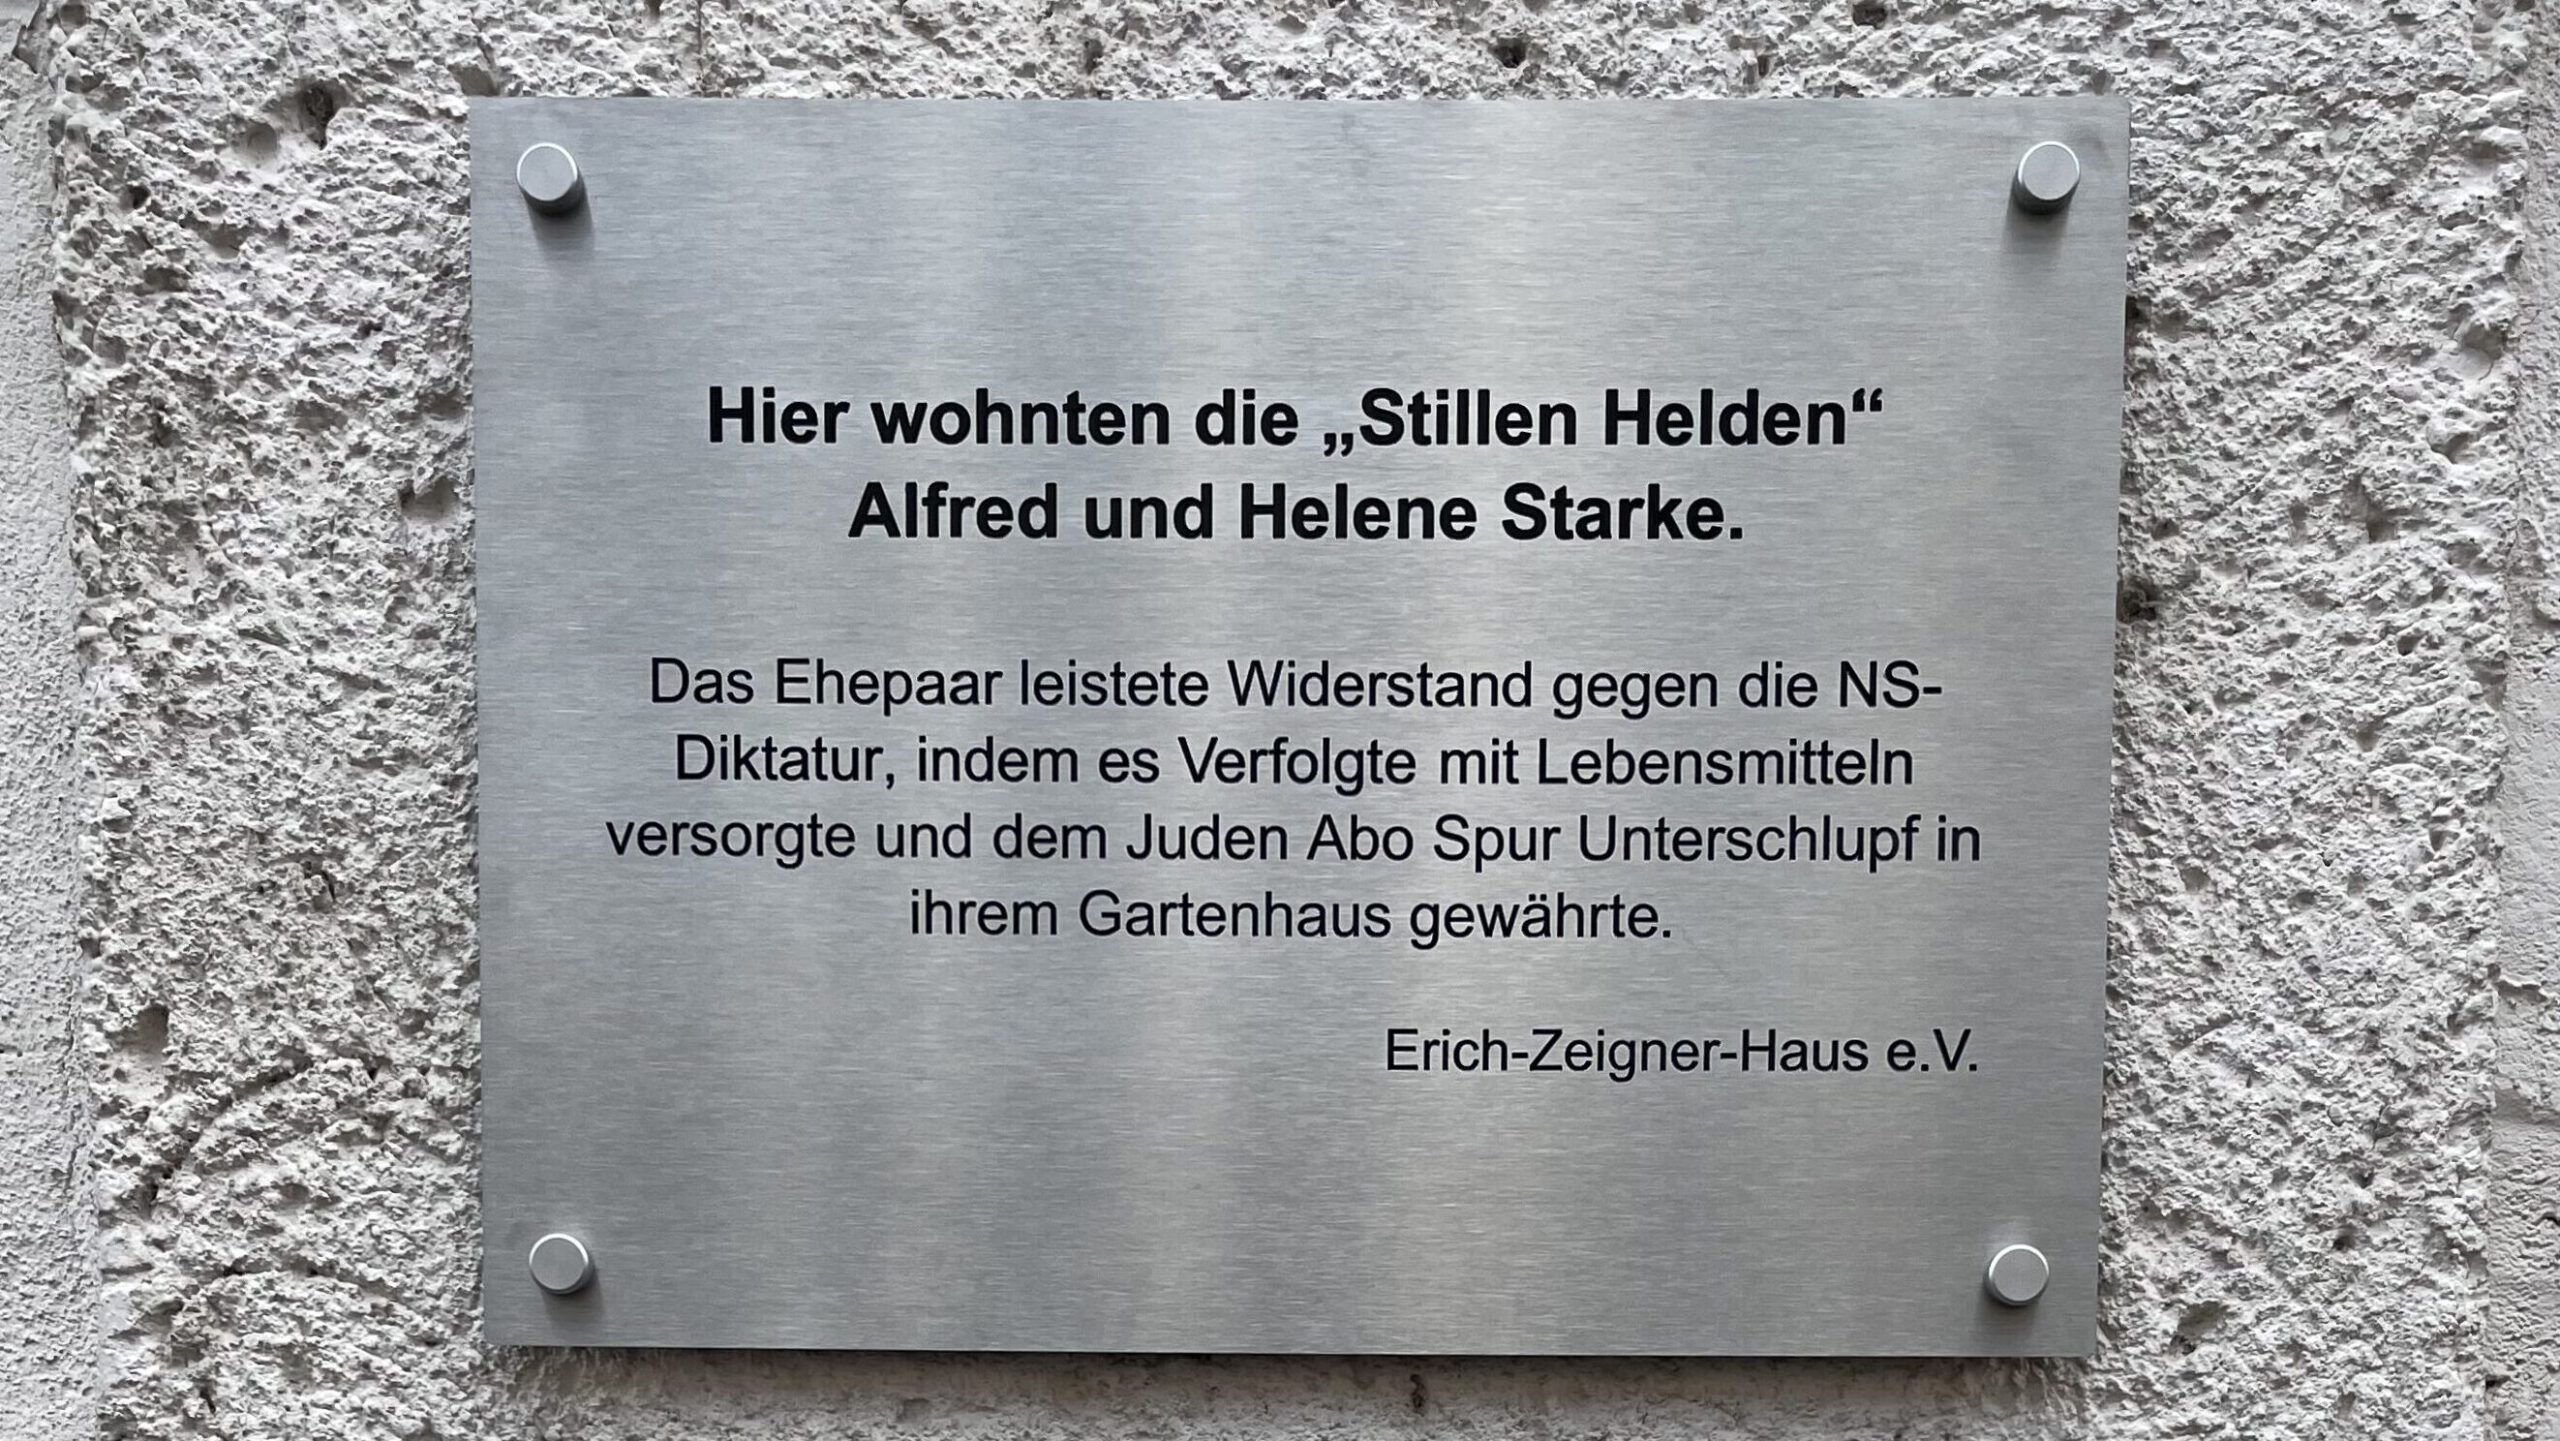 Hier wohnten die „Stillen Helden“
Alfred und Helene Starke.
Das Ehepaar leistete Widerstand gegen die NS-
Diktatur, indem es Verfolgte mit Lebensmitteln
versorgte und dem Juden Abo Spur Unterschlupf in
ihrem Gartenhaus gewährte.
Erich-Zeigner-Haus e.V.